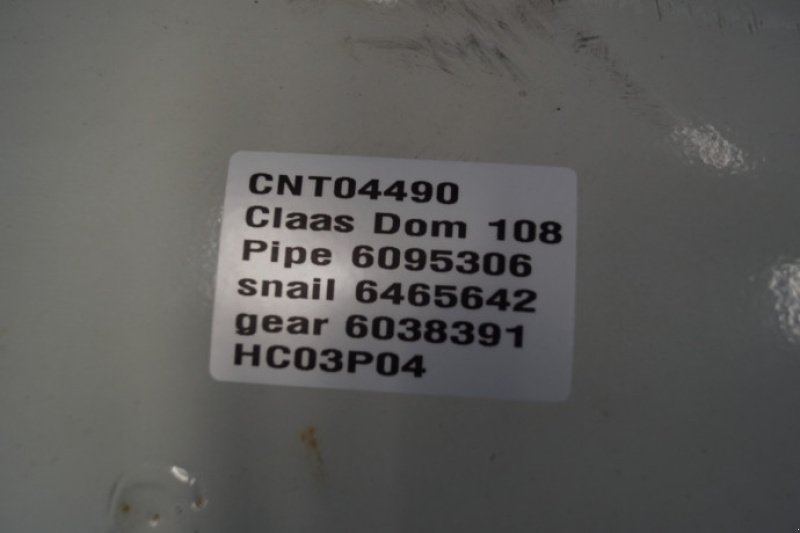 CNT04490
Claas Dom 108
Pipe 6095306
snail 6465642
gear 6038391
HC03P04